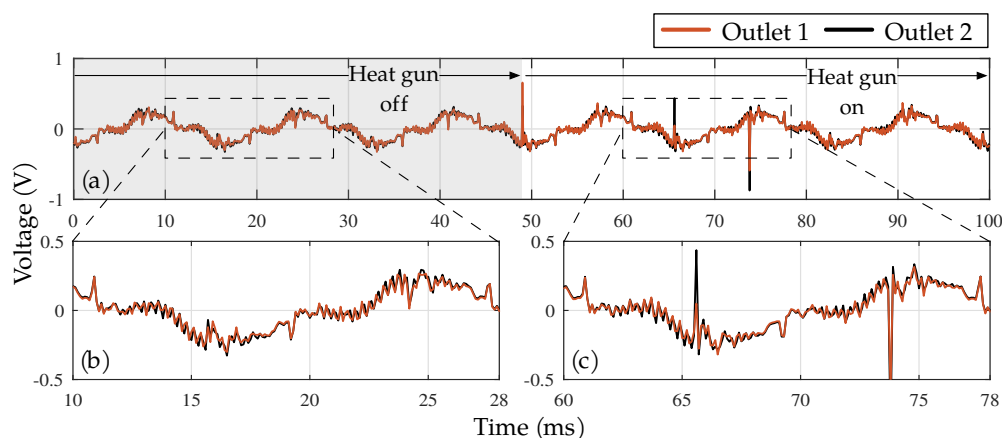 Outlet 1 Outlet 2
1
0
-1
Heat gun
off
Heat gun
on
(a)
0 10 20 30 40 50 60 70 80 90 100
Voltage (V)
0.5
0
-0.5
(b)
10 15 20 25 28
0.5
0
-0.5
(c)
60 65 70 75 78
Time (ms)